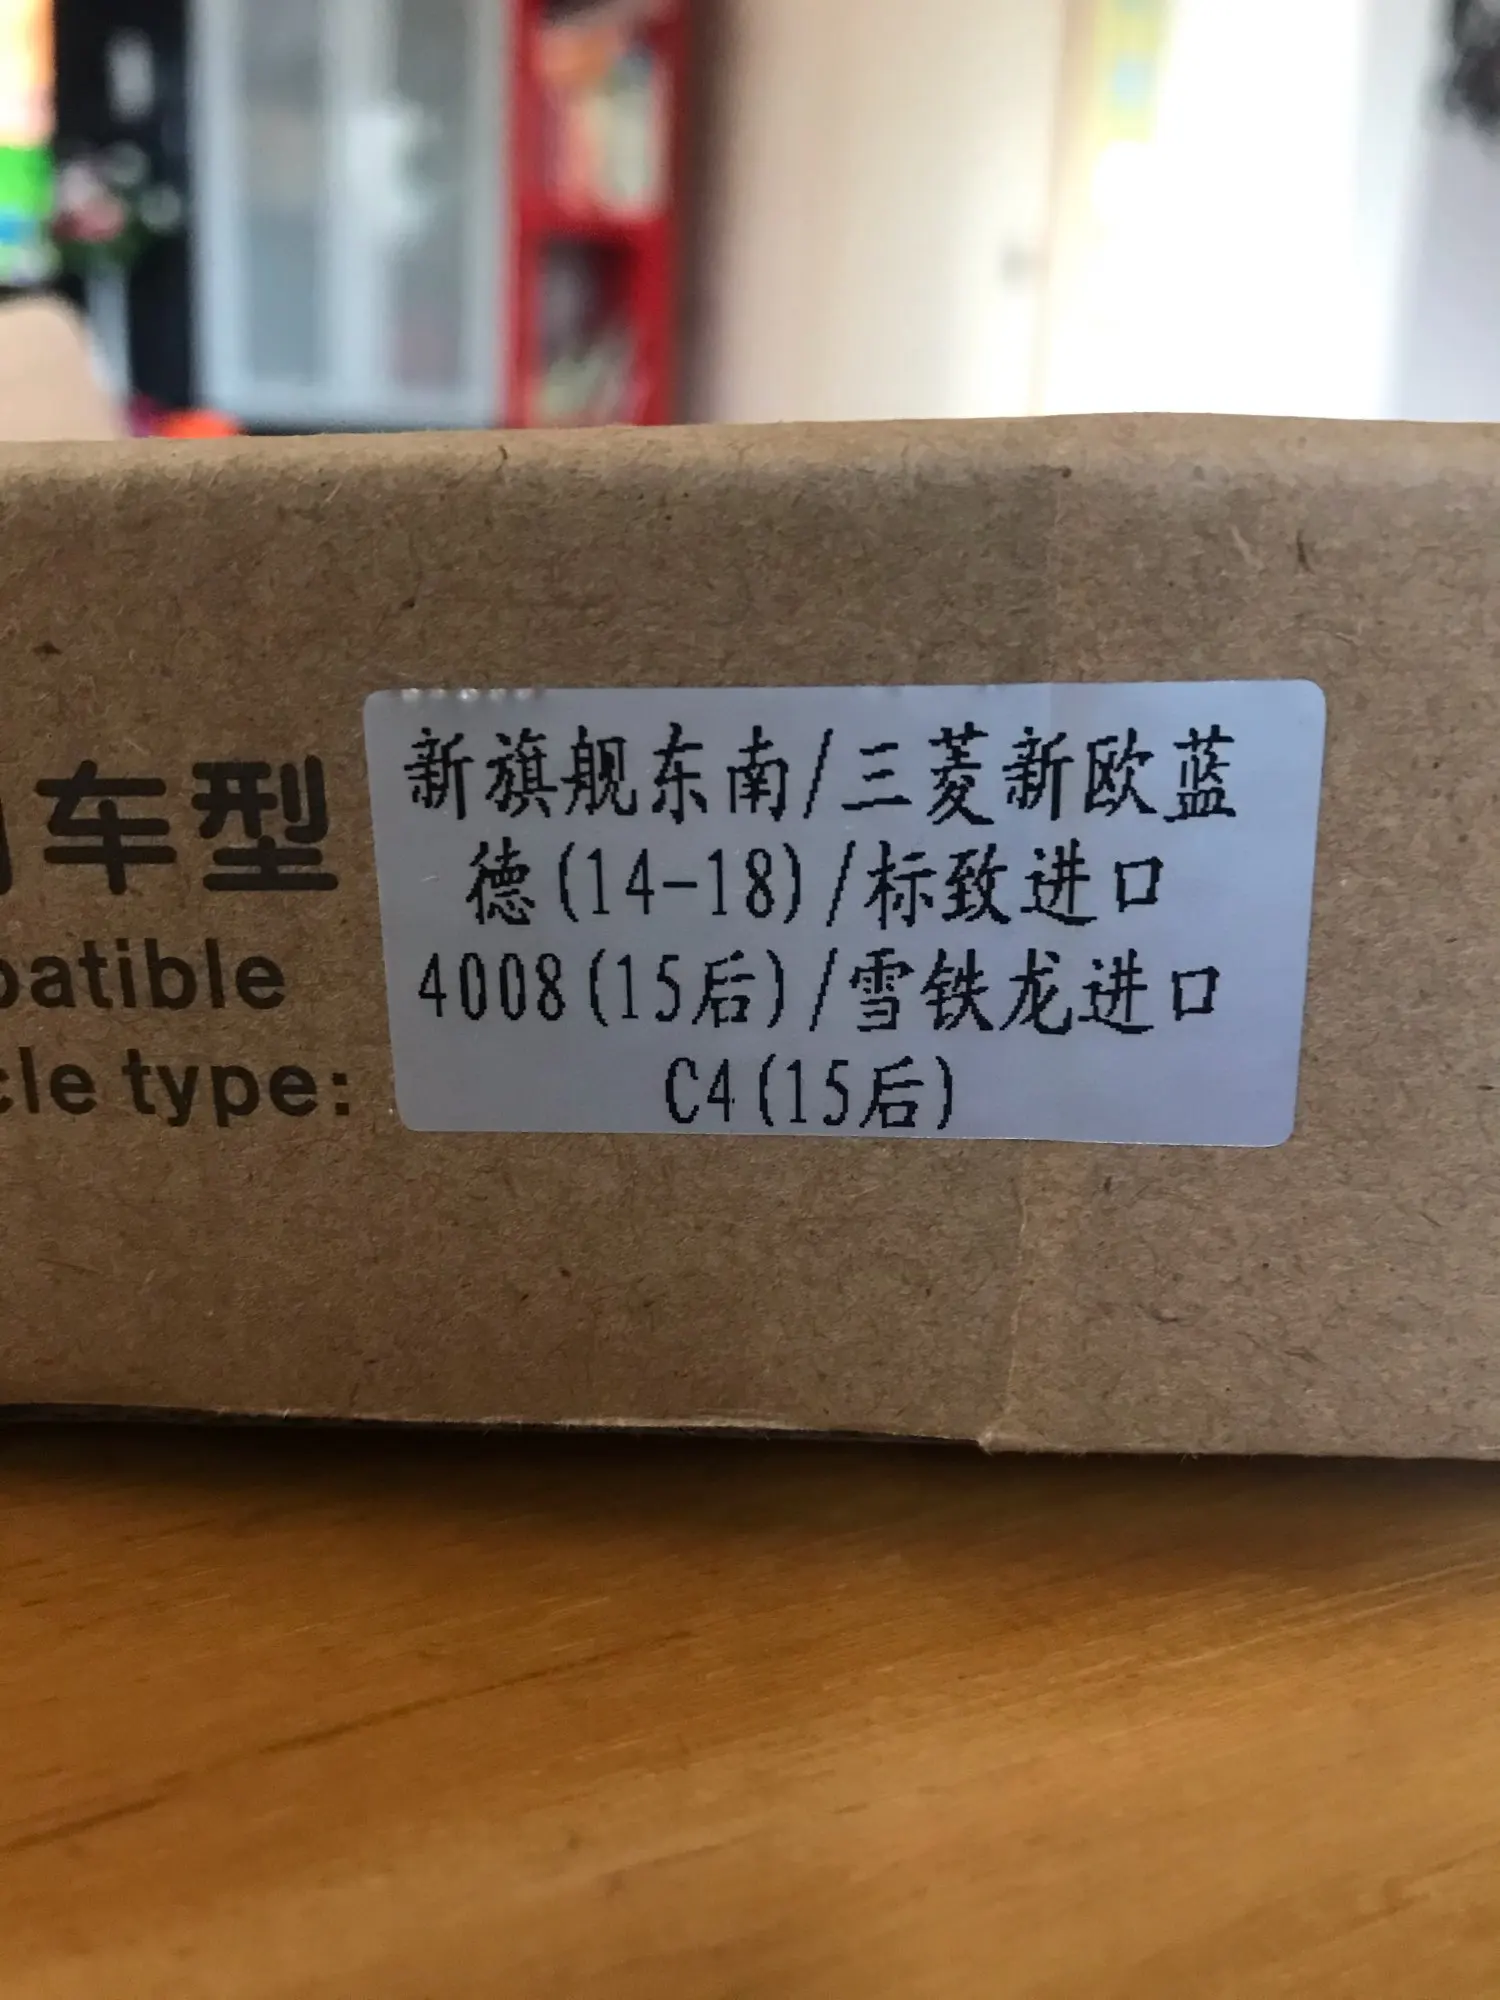 车型
patible
cle type:
新旗舰东南/三菱新欧蓝
德(14-18)/标致进口
4008(15后)/雪铁龙进口
C4(15后)